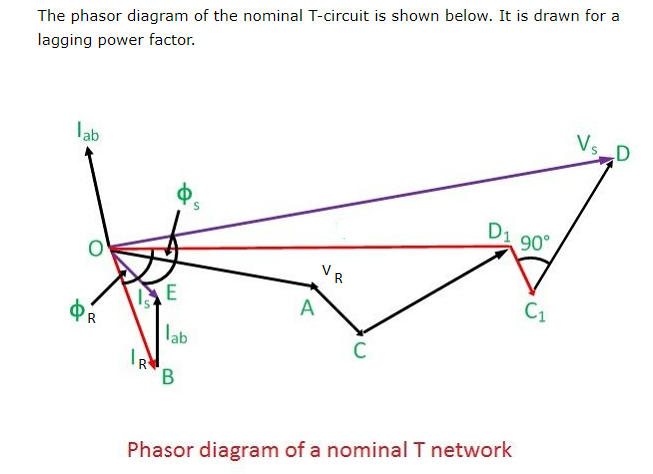 The phasor diagram of the nominal T-circuit is shown below. It is drawn for a
lagging power factor.
Iab
Vs
D
ϕs
D1
90°
O
VR
Is
E
A
C1
ϕR
Iab
C
IR
B
Phasor diagram of a nominal T network